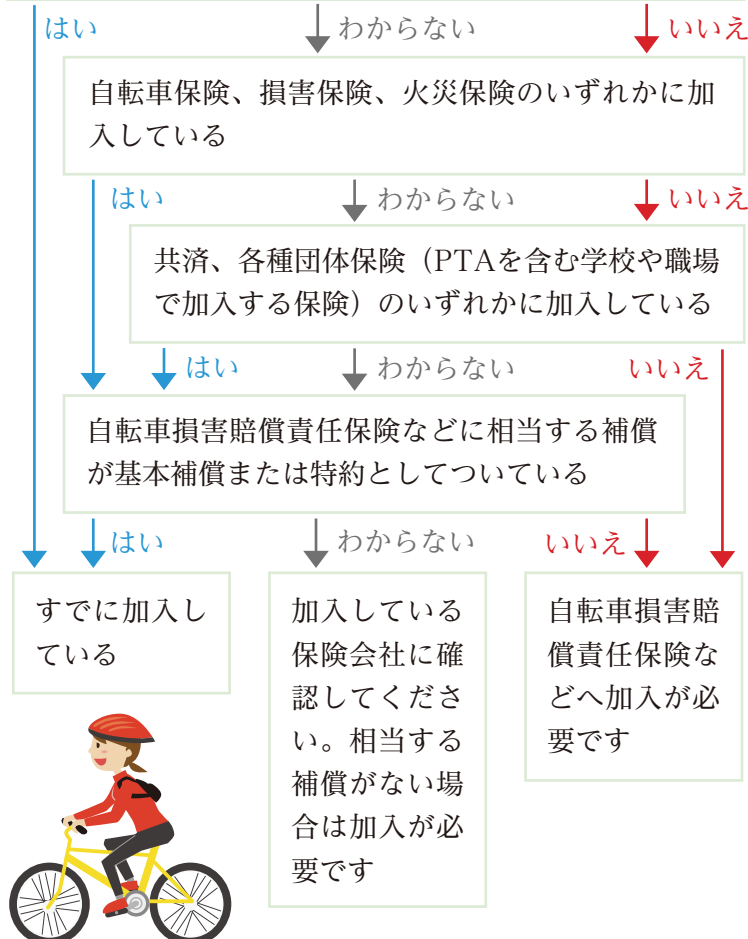 はい
わからない
いいえ
自転車保険、損害保険、火災保険のいずれかに加
入している
はい
わからない
いいえ
共済、各種団体保険（PTAを含む学校や職場
で加入する保険）のいずれかに加入している
はい
わからない
いいえ
自転車損害賠償責任保険などに相当する補償
が基本補償または特約としてついている
はい
わからない
いいえ
すでに加入し
ている
加入している
保険会社に確
認してくださ
い。相当する
補償がない場
合は加入が必
要です
自転車損害賠
償責任保険な
どへ加入が必
要です